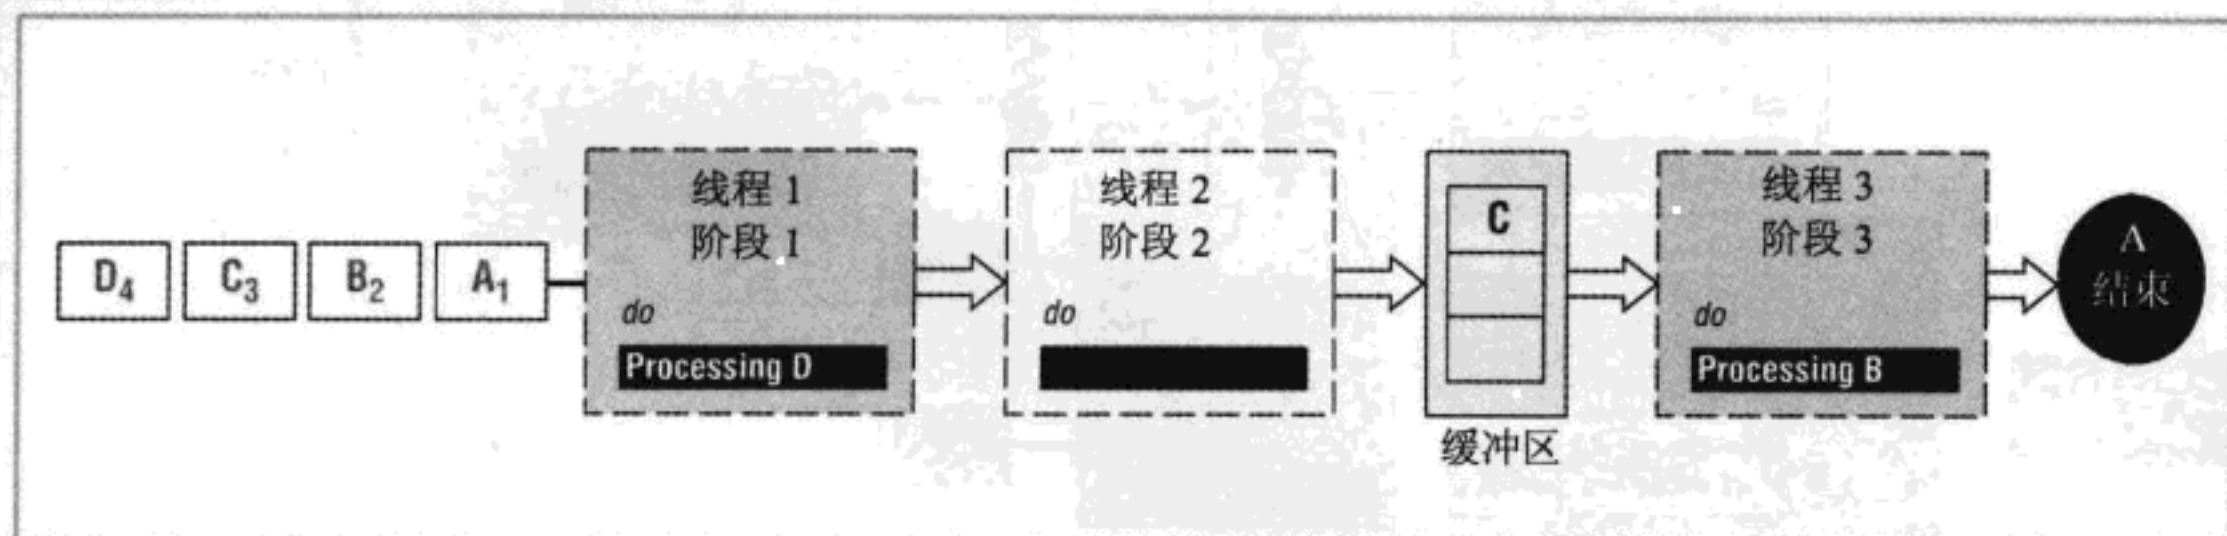 D₄
C₃
B₂
A₁
线程 1
阶段 1
do
Processing D
线程 2
阶段 2
do
C
缓冲区
线程 3
阶段 3
do
Processing B
A
结束